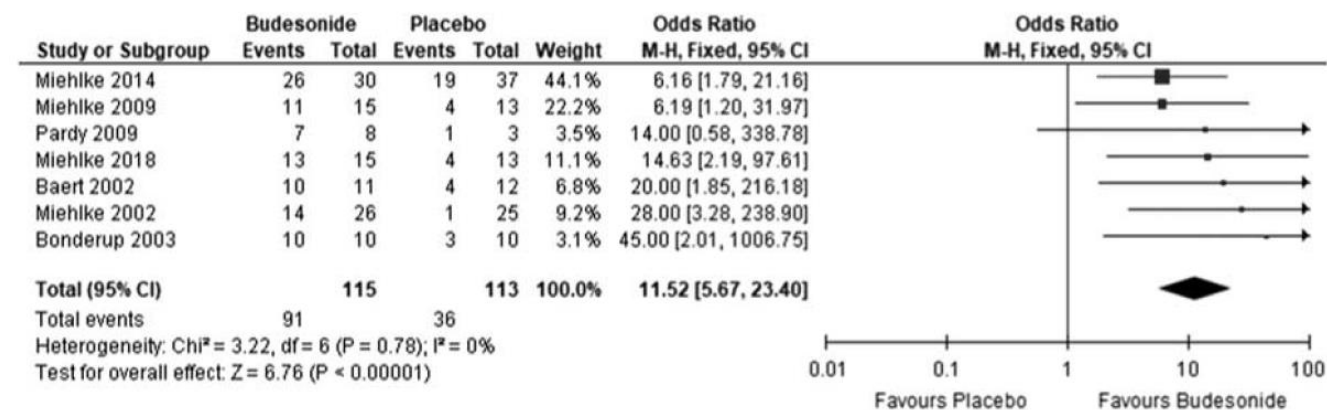 Budesonide Placebo Odds Ratio Odds Ratio
Study or Subgroup Events Total Events Total Weight M-H, Fixed, 95% CI M-H, Fixed, 95% CI
Miehlke 2014 26 30 19 37 44.1% 6.16 [1.79, 21.16]
Miehlke 2009 11 15 4 13 22.2% 6.19 [1.20, 31.97]
Pardy 2009 7 8 1 3 3.5% 14.00 [0.58, 338.78]
Miehlke 2018 13 15 4 13 11.1% 14.63 [2.19, 97.61]
Baert 2002 10 11 4 12 6.8% 20.00 [1.85, 216.18]
Miehlke 2002 14 26 1 25 9.2% 28.00 [3.28, 238.90]
Bonderup 2003 10 10 3 10 3.1% 45.00 [2.01, 1006.75]
Total (95% CI) 115 113 100.0% 11.52 [5.67, 23.40]
Total events 91 36
Heterogeneity: Chi² = 3.22, df = 6 (P = 0.78); I² = 0%
Test for overall effect: Z = 6.76 (P < 0.00001)
0.01 0.1 1 10 100
Favours Placebo Favours Budesonide